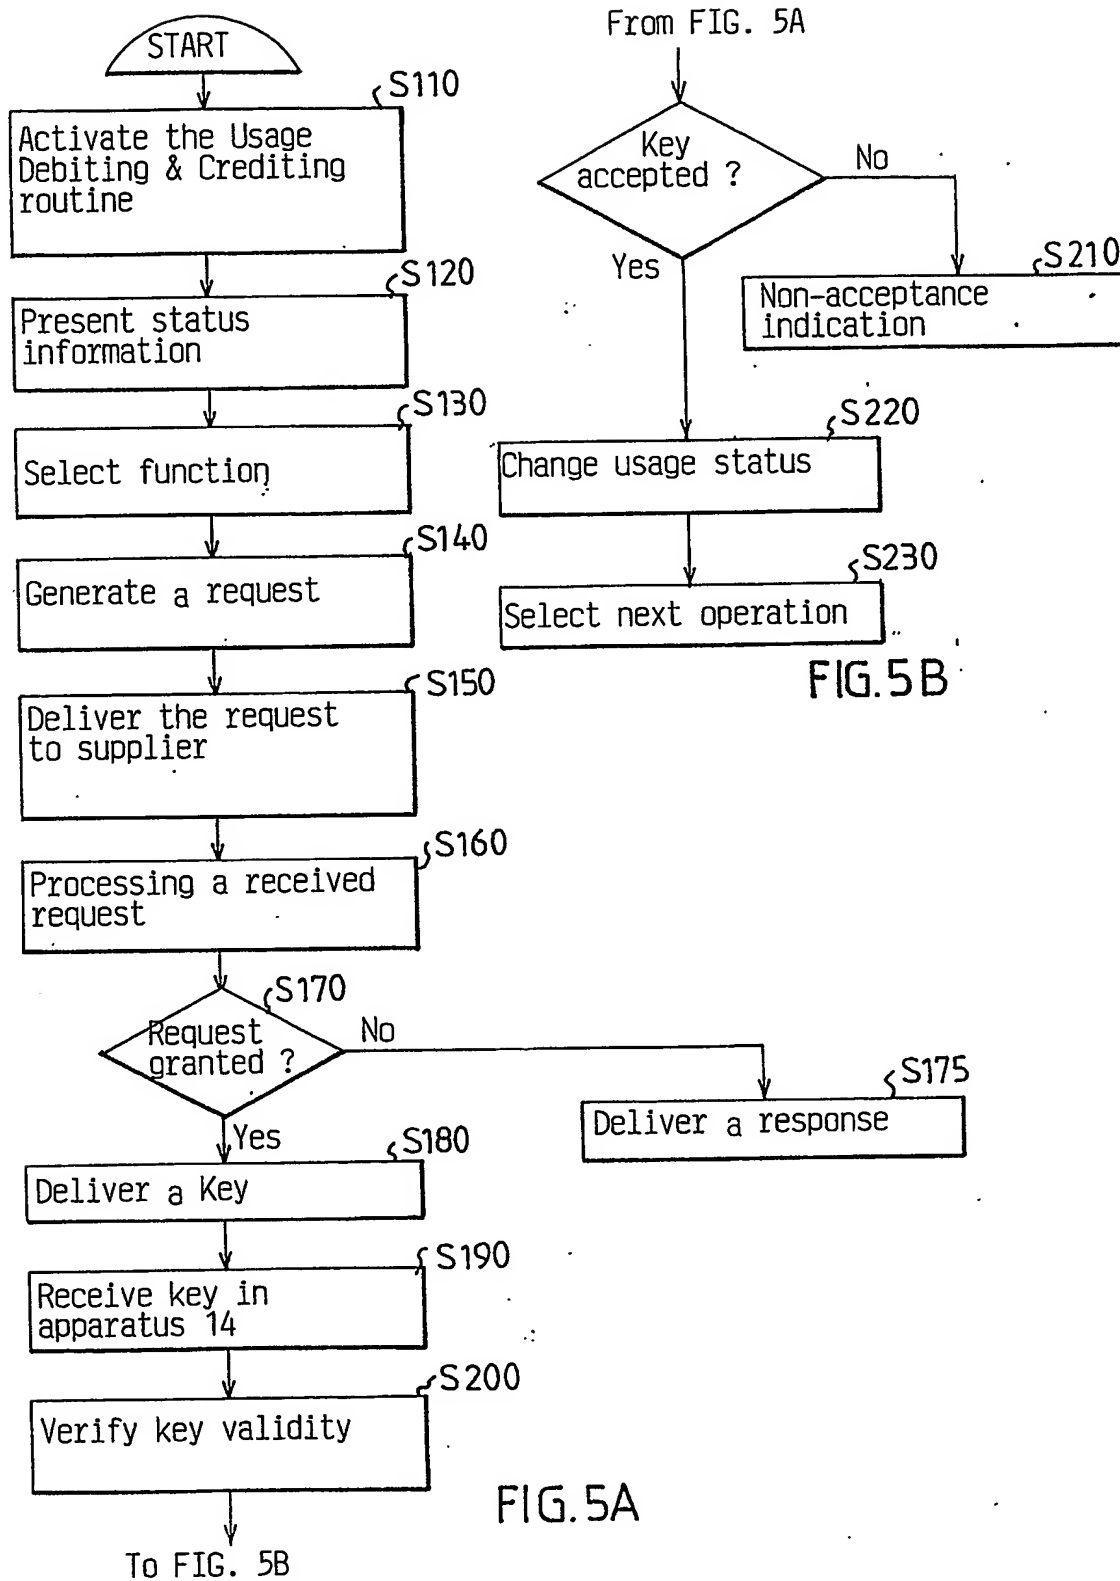 START
S110
Activate the Usage
Debiting & Crediting
routine
S120
Present status
information
S130
Select function
S140
Generate a request
S150
Deliver the request
to supplier
S160
Processing a received
request
S170
Request
granted ?
No
S175
Deliver a response
Yes
S180
Deliver a Key
S190
Receive key in
apparatus 14
S200
Verify key validity
To FIG. 5B
FIG.5A
From FIG. 5A
Key
accepted ?
No
S210
Non-acceptance
indication
Yes
S220
Change usage status
S230
Select next operation
FIG.5B